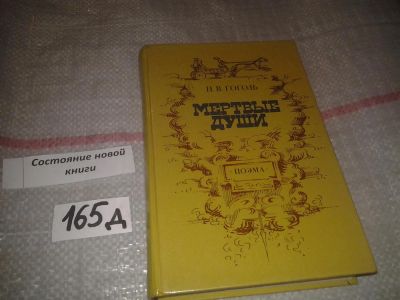 Н.В.ГОГОЛЬ
МЕРТВЫЕ
ДУШИ
ПОЭМА
Состояние новой
книги
165д